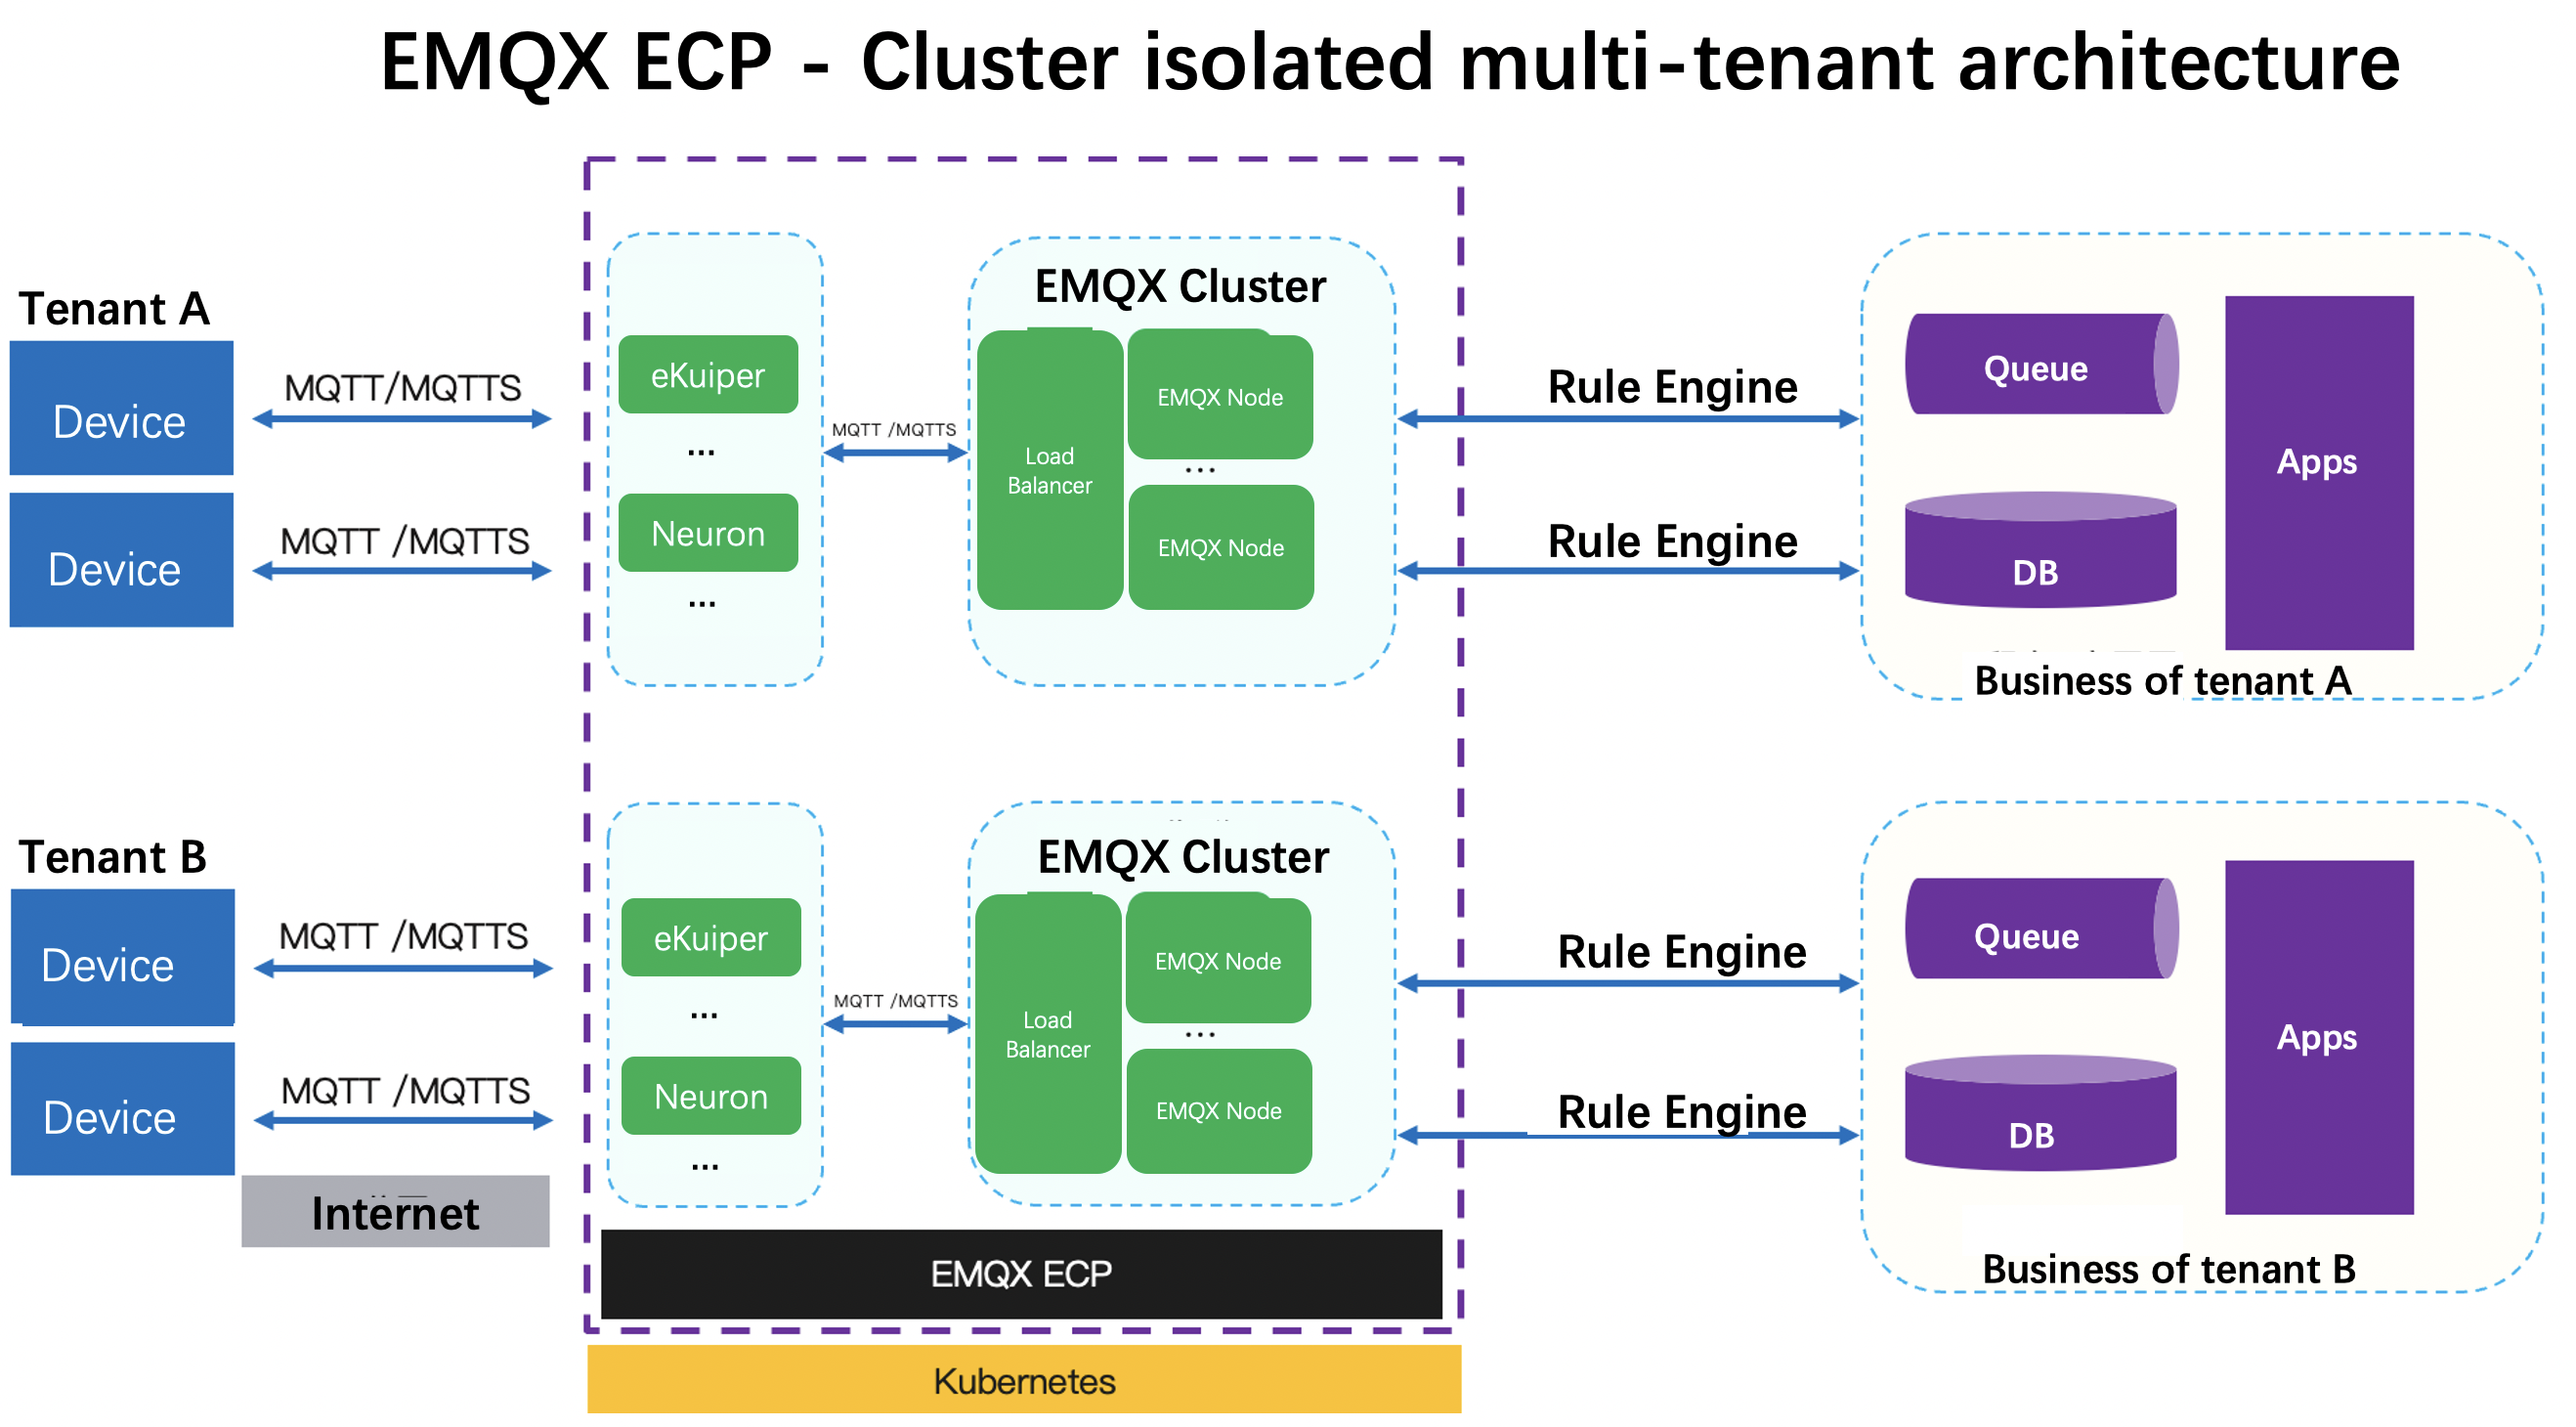 EMQX ECP - Cluster isolated multi-tenant architecture
Tenant A
Device
MQTT/MQTTS
Device
MQTT /MQTTS
eKuiper
...
Neuron
...
MQTT /MQTTS
EMQX Cluster
Load
Balancer
EMQX Node
...
EMQX Node
Rule Engine
Rule Engine
Queue
DB
Apps
Business of tenant A
Tenant B
Device
MQTT /MQTTS
Device
MQTT /MQTTS
Internet
eKuiper
...
Neuron
...
MQTT /MQTTS
EMQX Cluster
Load
Balancer
EMQX Node
...
EMQX Node
Rule Engine
Rule Engine
Queue
DB
Apps
Business of tenant B
EMQX ECP
Kubernetes